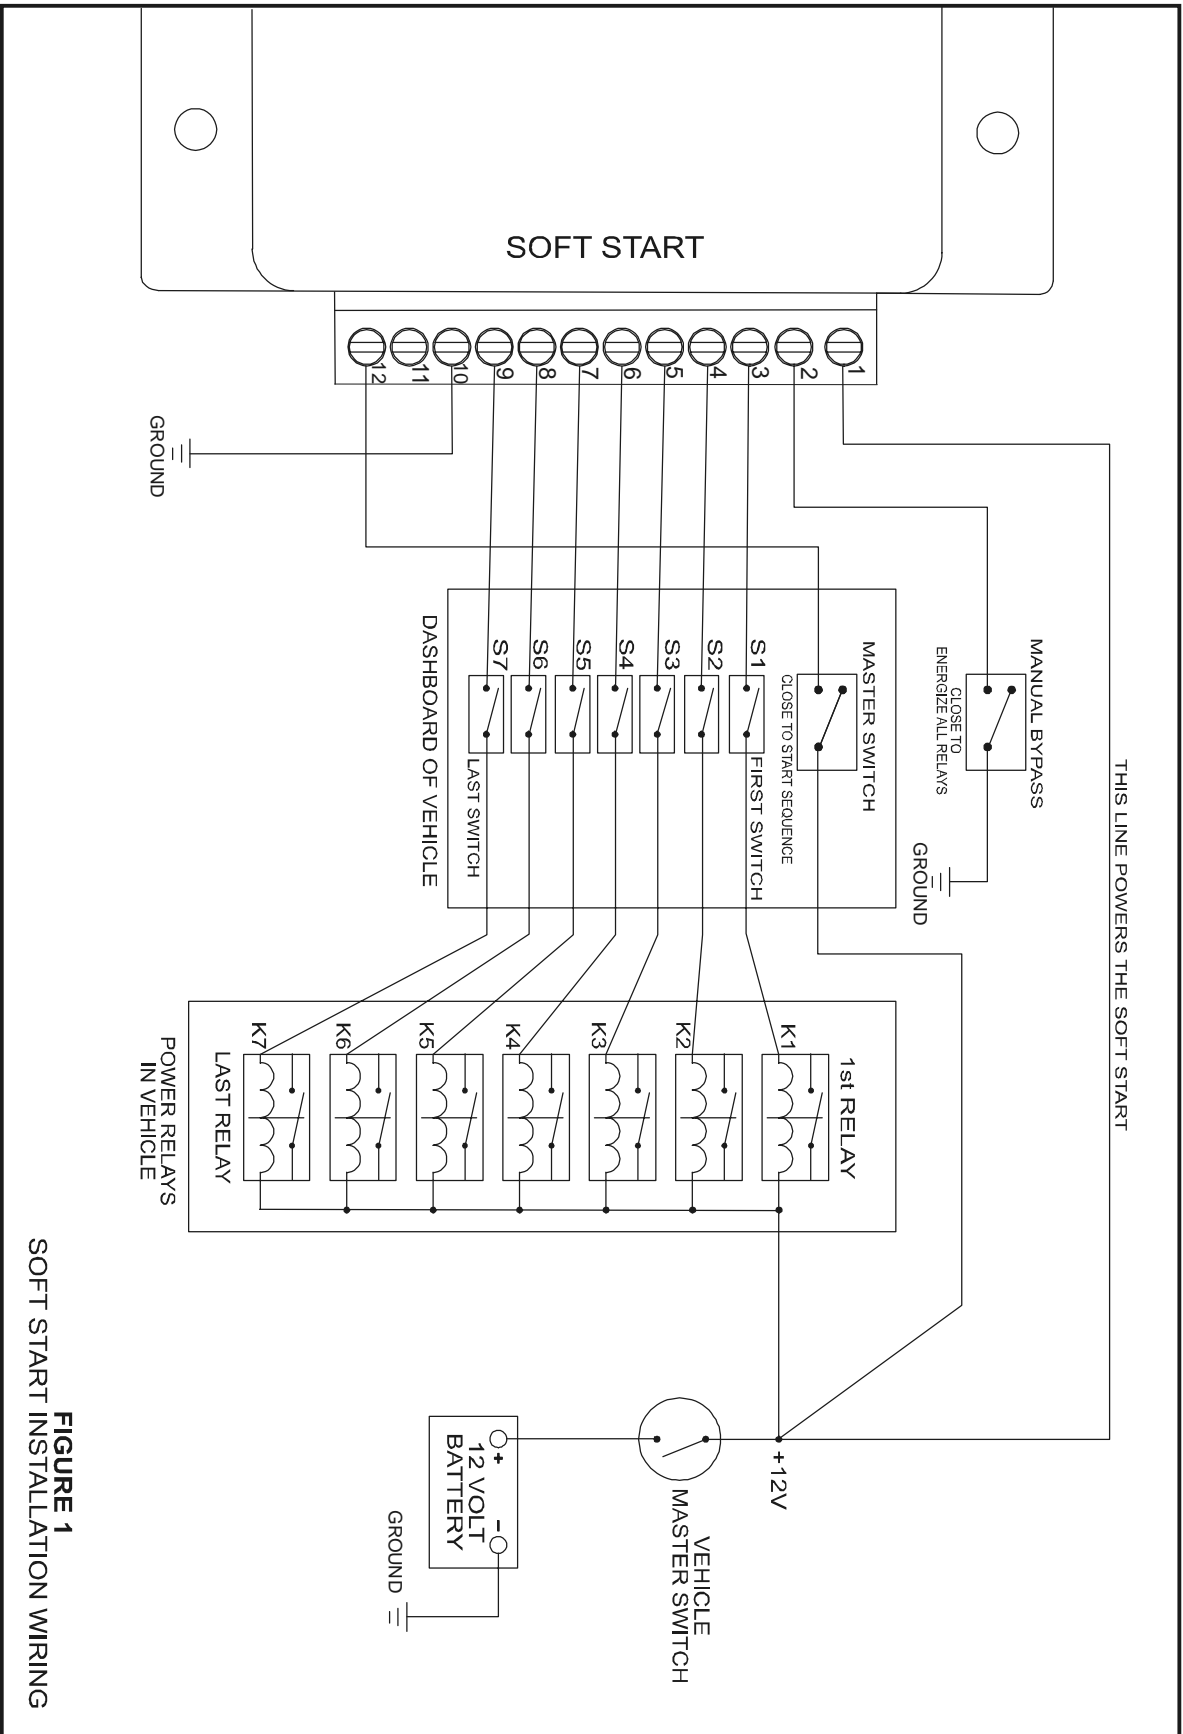 SOFT START
1
2
3
4
5
6
7
8
9
10
11
12
GROUND
THIS LINE POWERS THE SOFT START
MANUAL BYPASS
CLOSE TO
ENERGIZE ALL RELAYS
GROUND
MASTER SWITCH
CLOSE TO START SEQUENCE
S1
FIRST SWITCH
S2
S3
S4
S5
S6
S7
LAST SWITCH
DASHBOARD OF VEHICLE
1st RELAY
K1
K2
K3
K4
K5
K6
K7
LAST RELAY
POWER RELAYS
IN VEHICLE
+12V
VEHICLE
MASTER SWITCH
+ -
12 VOLT
BATTERY
GROUND
FIGURE 1
SOFT START INSTALLATION WIRING